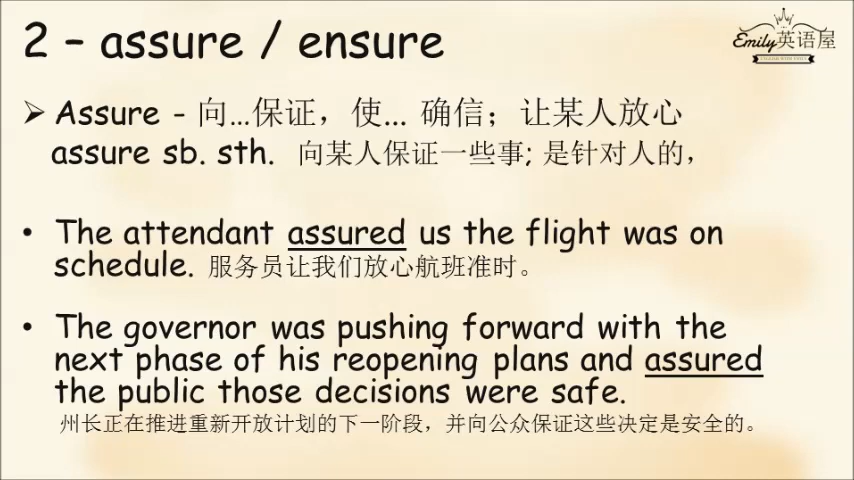 2 – assure / ensure
Emily英语屋
Assure - 向...保证，使... 确信；让某人放心
assure sb. sth. 向某人保证一些事; 是针对人的，
The attendant assured us the flight was on
schedule. 服务员让我们放心航班准时。
The governor was pushing forward with the
next phase of his reopening plans and assured
the public those decisions were safe.
州长正在推进重新开放计划的下一阶段，并向公众保证这些决定是安全的。